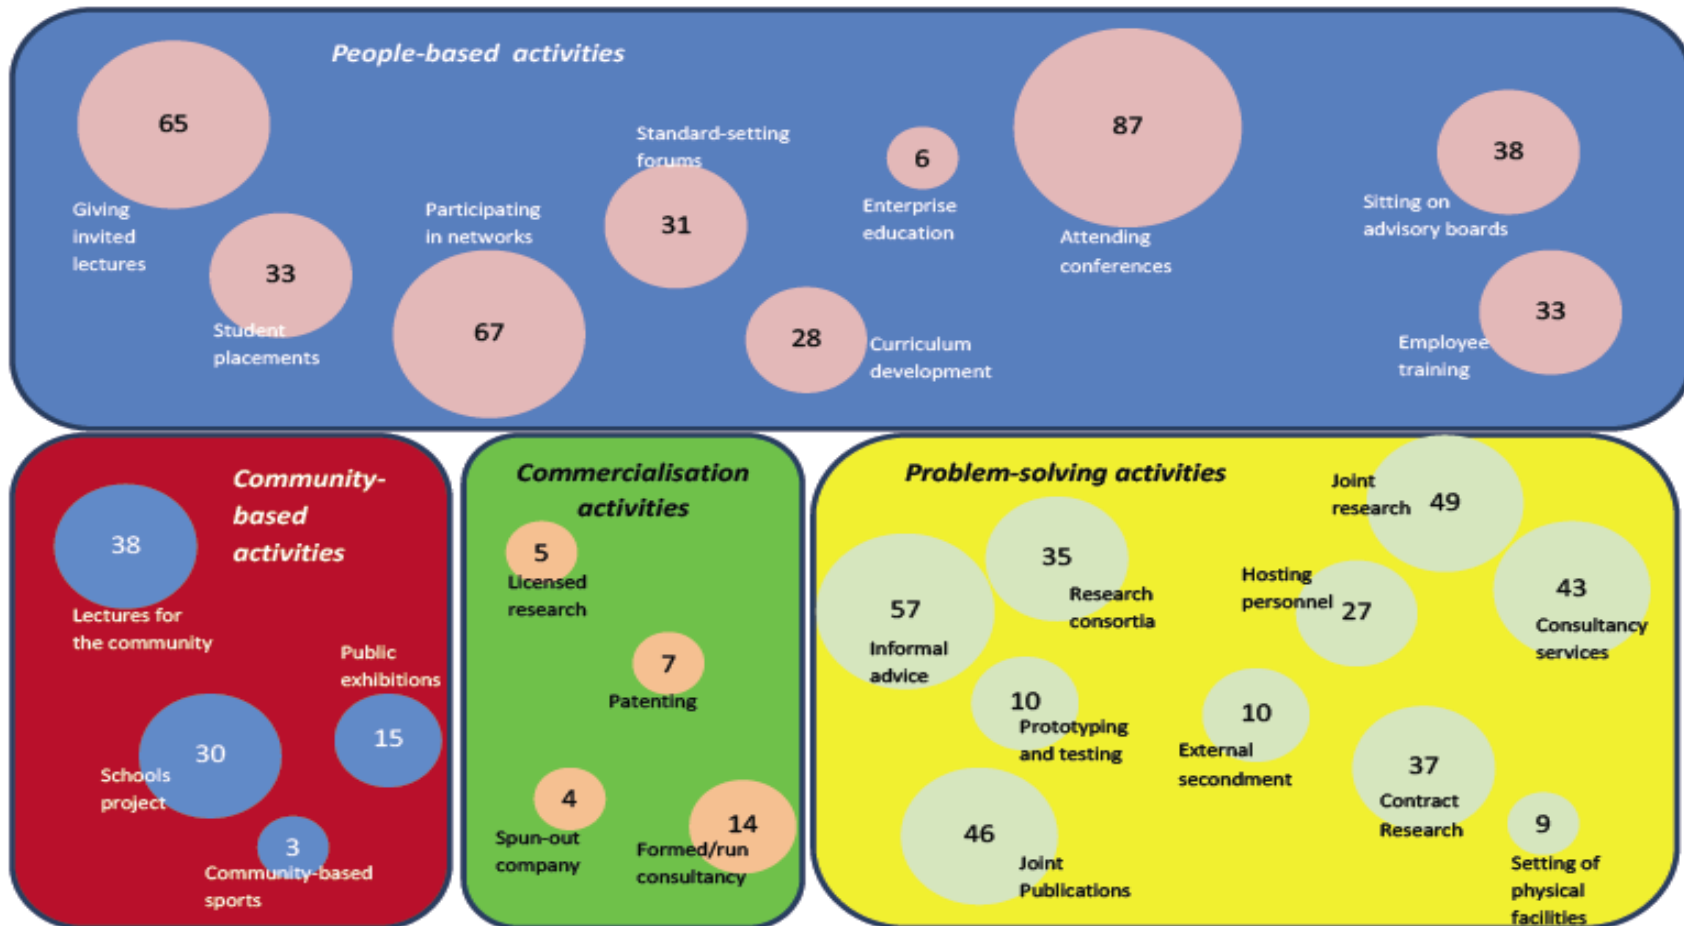 People-based activities
65
Giving
invited
lectures
33
Student
placements
Participating
in networks
67
Standard-setting
forums
31
28
Curriculum
development
6
Enterprise
education
87
Attending
conferences
38
Sitting on
advisory boards
33
Employee
training
Community-
based
activities
38
Lectures for
the community
Public
exhibitions
15
30
Schools
project
3
Community-based
sports
Commercialisation
activities
5
Licensed
research
7
Patenting
4
Spun-out
company
14
Formed/run
consultancy
Problem-solving activities
57
Informal
advice
35
Research
consortia
10
Prototyping
and testing
46
Joint
Publications
Joint
research
49
Hosting
personnel
27
43
Consultancy
services
10
External
secondment
37
Contract
Research
9
Setting of
physical
facilities